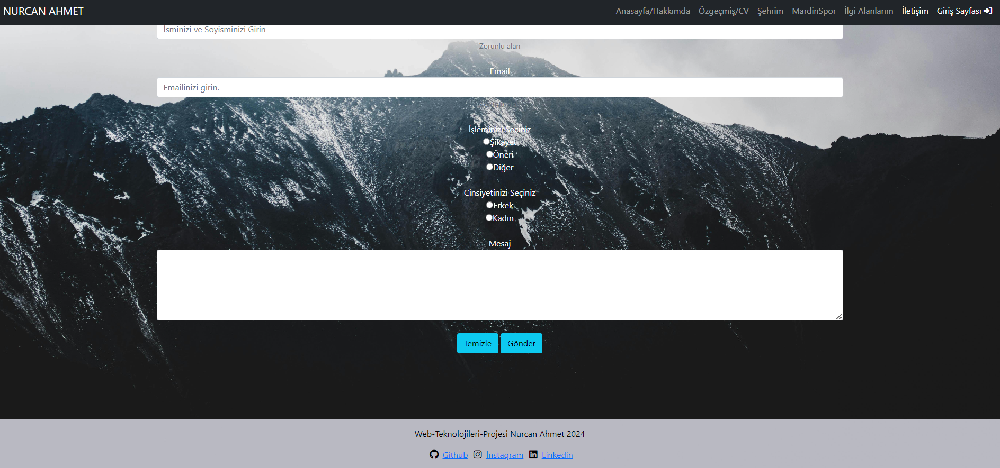 NURCAN AHMET
Anasayfa/Hakkımda Özgeçmiş/CV Şehrim MardinSpor İlgi Alanlarım İletişim Giriş Sayfası
İsminizi ve Soyisminizi Girin
Zorunlu alan
Email
Emailinizi girin.
İşleminizi Seçiniz
Şikayet
Öneri
Diğer
Cinsiyetinizi Seçiniz
Erkek
Kadın
Mesaj
Temizle Gönder
Web-Teknolojileri-Projesi Nurcan Ahmet 2024
Github İnstagram Linkedin